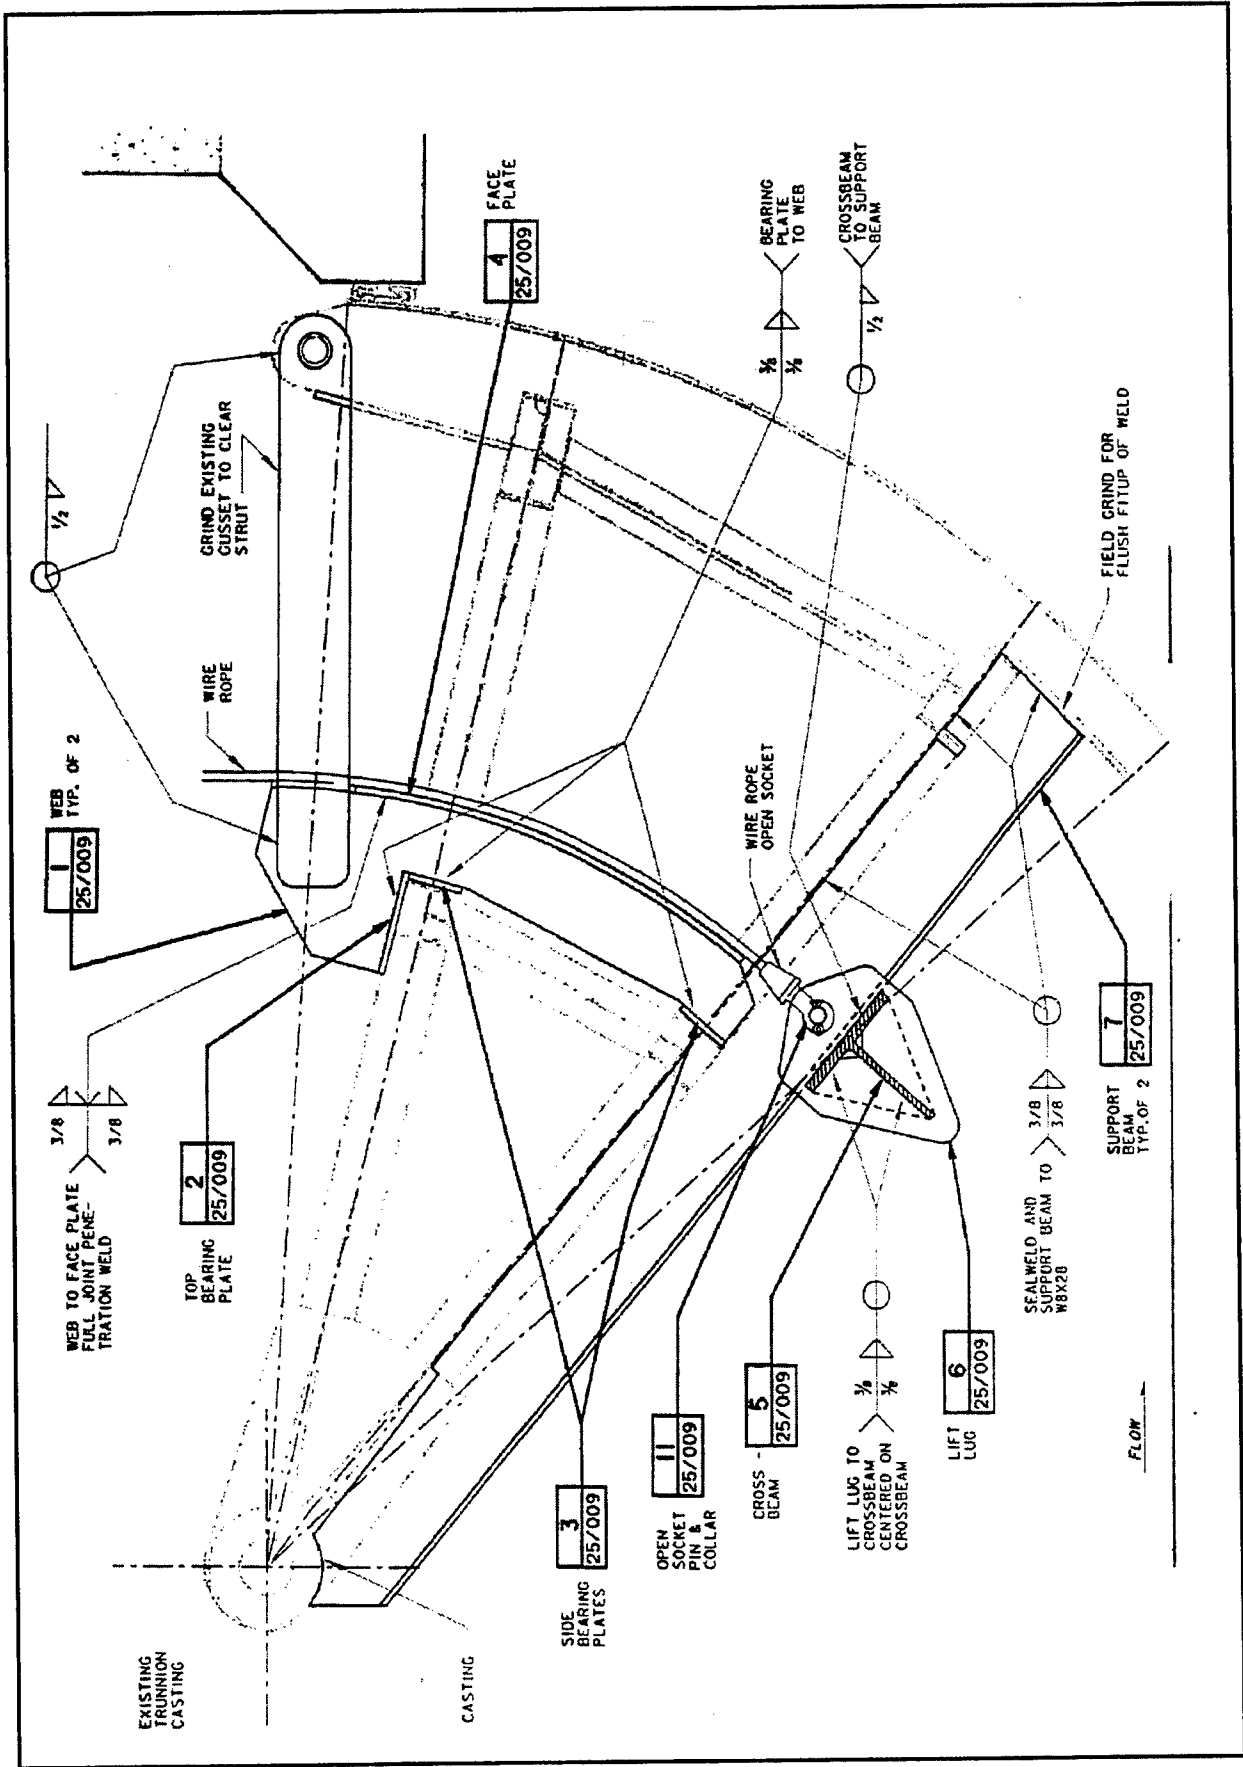 EXISTING
TRUNNION
CASTING
CASTING
WEB TO FACE PLATE
FULL JOINT PENE-
TRATION WELD
3/8
3/8
1
25/009
WEB
TYP. OF 2
1/2
2
25/009
TOP
BEARING
PLATE
WIRE
ROPE
GRIND EXISTING
GUSSET TO CLEAR
STRUT
4
25/009
FACE
PLATE
3
25/009
SIDE
BEARING
PLATES
11
25/009
OPEN
SOCKET
PIN &
COLLAR
5
25/009
CROSS -
BEAM
WIRE ROPE
OPEN SOCKET
3/8
3/8
BEARING
PLATE
TO WEB
1/2
CROSSBEAM
TO SUPPORT
BEAM
3/8
3/8
LIFT LUG TO
CROSSBEAM
CENTERED ON
CROSSBEAM
6
25/009
LIFT
LUG
SEALWELD AND
SUPPORT BEAM TO
W8X28
3/8
3/8
7
25/009
SUPPORT
BEAM
TYP. OF 2
FIELD GRIND FOR
FLUSH FITUP OF WELD
FLOW